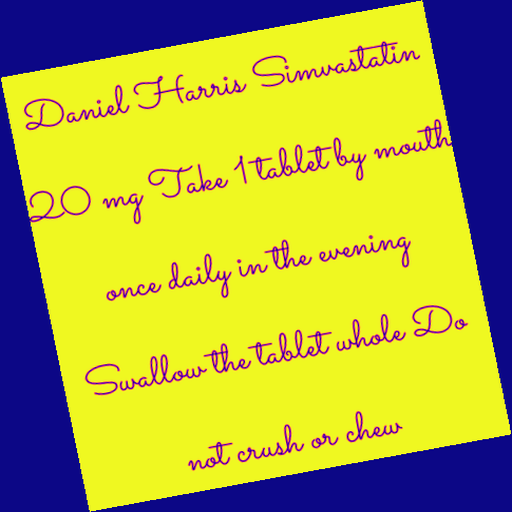 Daniel Harris Simvastatin
20 mg Take 1 tablet by mouth
once daily in the evening
Swallow the tablet whole Do
not crush or chew